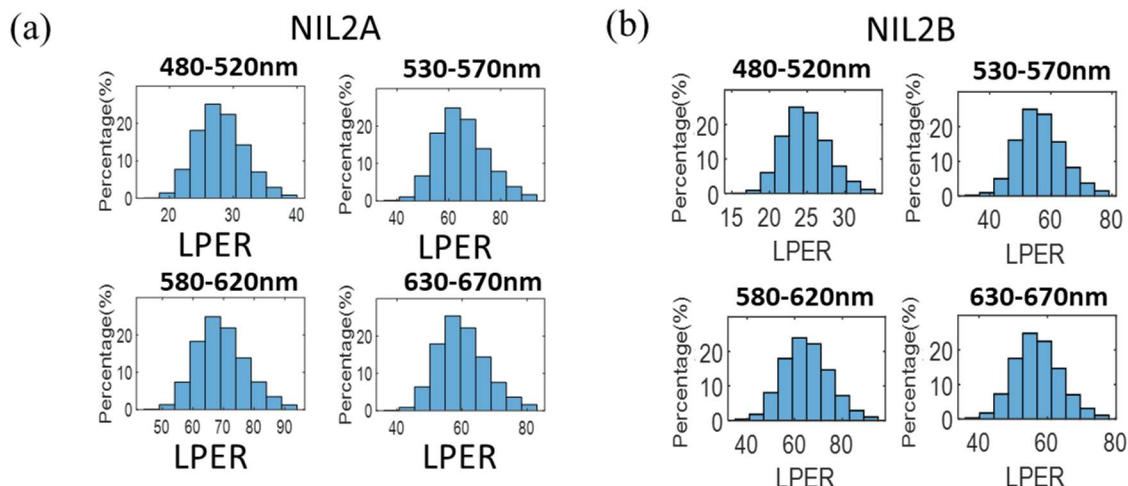 (a)
NIL2A
480-520nm
Percentage(%)
20
10
0
20
30
40
LPER
530-570nm
Percentage(%)
20
10
0
40
60
80
LPER
580-620nm
Percentage(%)
20
10
0
50
60
70
80
90
LPER
630-670nm
Percentage(%)
20
10
0
40
60
80
LPER
(b)
NIL2B
480-520nm
Percentage(%)
20
10
0
15
20
25
30
LPER
530-570nm
Percentage(%)
20
10
0
40
60
80
LPER
580-620nm
Percentage(%)
20
10
0
40
60
80
LPER
630-670nm
Percentage(%)
20
10
0
40
60
80
LPER